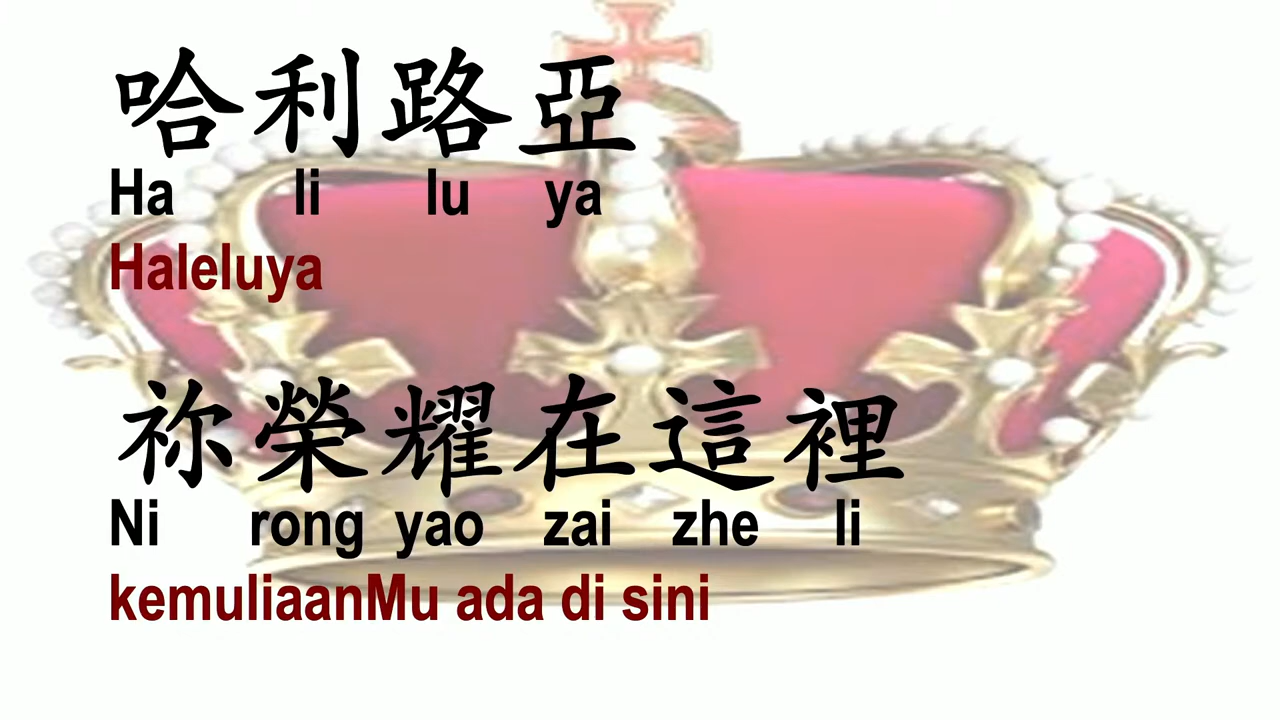 哈利路亞
Ha li lu ya
Haleluya
祢榮耀在這裡
Ni rong yao zai zhe li
kemuliaanMu ada di sini